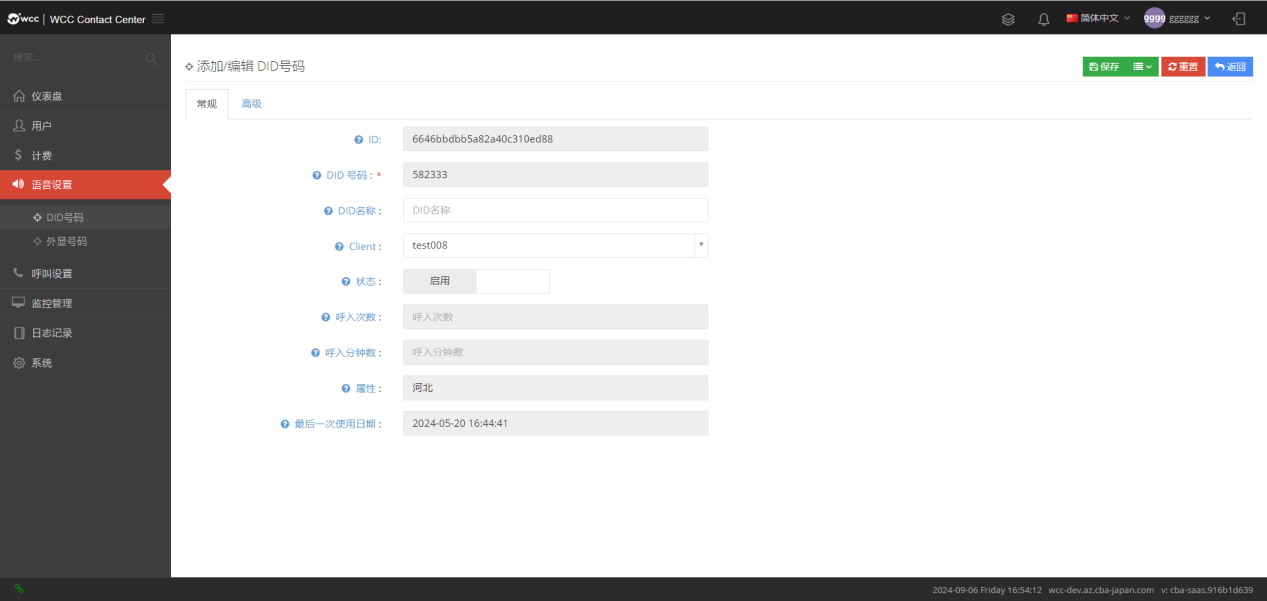 wcc | WCC Contact Center
简体中文
gggg gggggg
搜索...
仪表盘
用户
计费
语音设置
DID号码
外显号码
呼叫设置
监控管理
日志记录
系统
添加/编辑 DID号码
保存
重置
返回
常规 高级
ID: 6646bbdbb5a82a40c310ed88
DID 号码 : * 582333
DID名称 : DID名称
Client : test008
状态 : 启用
呼入次数 : 呼入次数
呼入分钟数 : 呼入分钟数
属性 : 河北
最后一次使用日期 : 2024-05-20 16:44:41
2024-09-06 Friday 16:54:12 wcc-dev.az.cba-japan.com v: cba-saas.916b1d639